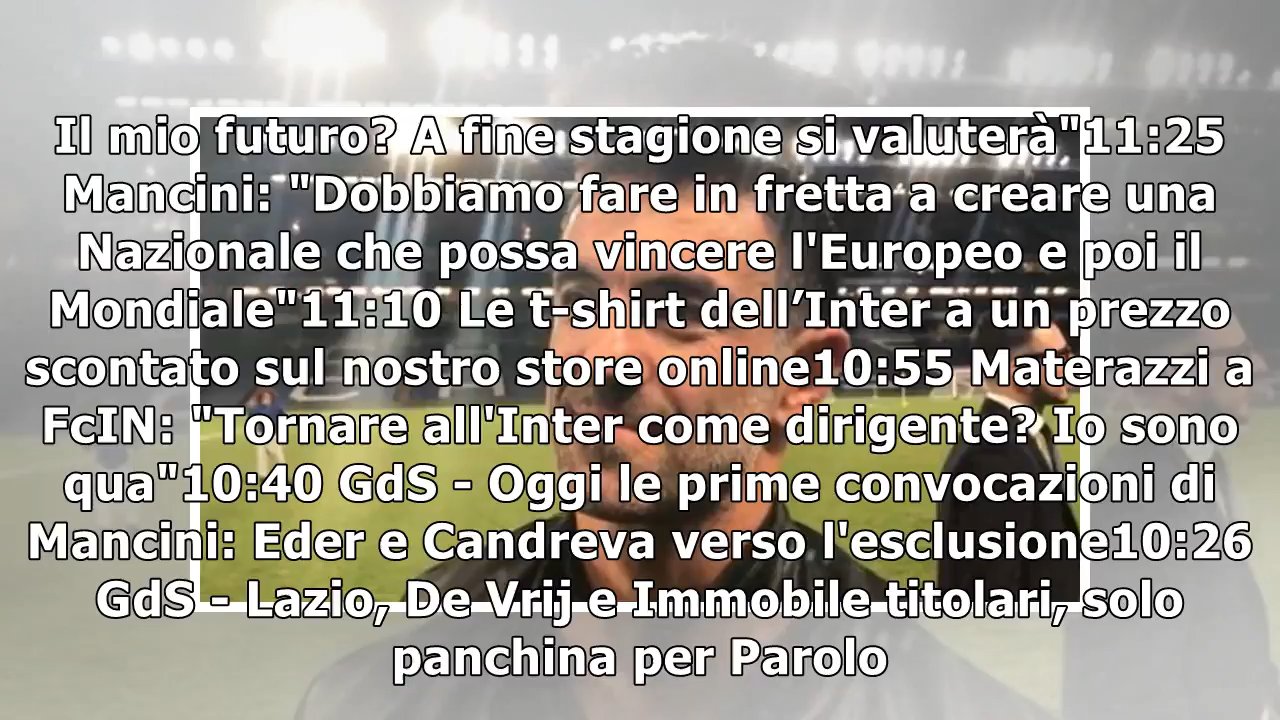 Il mio futuro? A fine stagione si valuterà"11:25
Mancini: "Dobbiamo fare in fretta a creare una
Nazionale che possa vincere l'Europeo e poi il
Mondiale"11:10 Le t-shirt dell’Inter a un prezzo
scontato sul nostro store online10:55 Materazzi a
FcIN: "Tornare all'Inter come dirigente? Io sono
qua"10:40 GdS - Oggi le prime convocazioni di
Mancini: Eder e Candreva verso l'esclusione10:26
GdS - Lazio, De Vrij e Immobile titolari, solo
panchina per Parolo